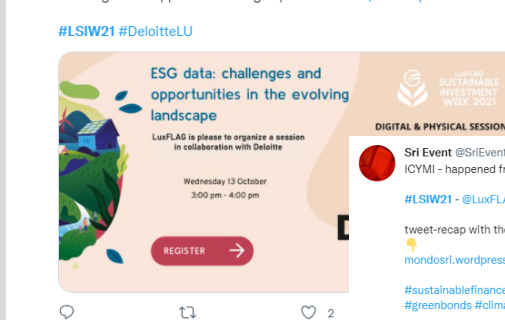 #LSIW21 #DeloitteLU
ESG data: challenges and
opportunities in the evolving
landscape
LuxFLAG is please to organize a session
in collaboration with Deloitte
Wednesday 13 October
3:00 pm - 4:00 pm
REGISTER
LuxFLAG
SUSTAINABLE
INVESTMENT
WEEK 2021
DIGITAL & PHYSICAL SESSION
Sri Event @SriEvent
ICYMI - happened fr
#LSIW21 - @LuxFLA
tweet-recap with the
mondosri.wordpress
#sustainablefinance
#greenbonds #clima
2